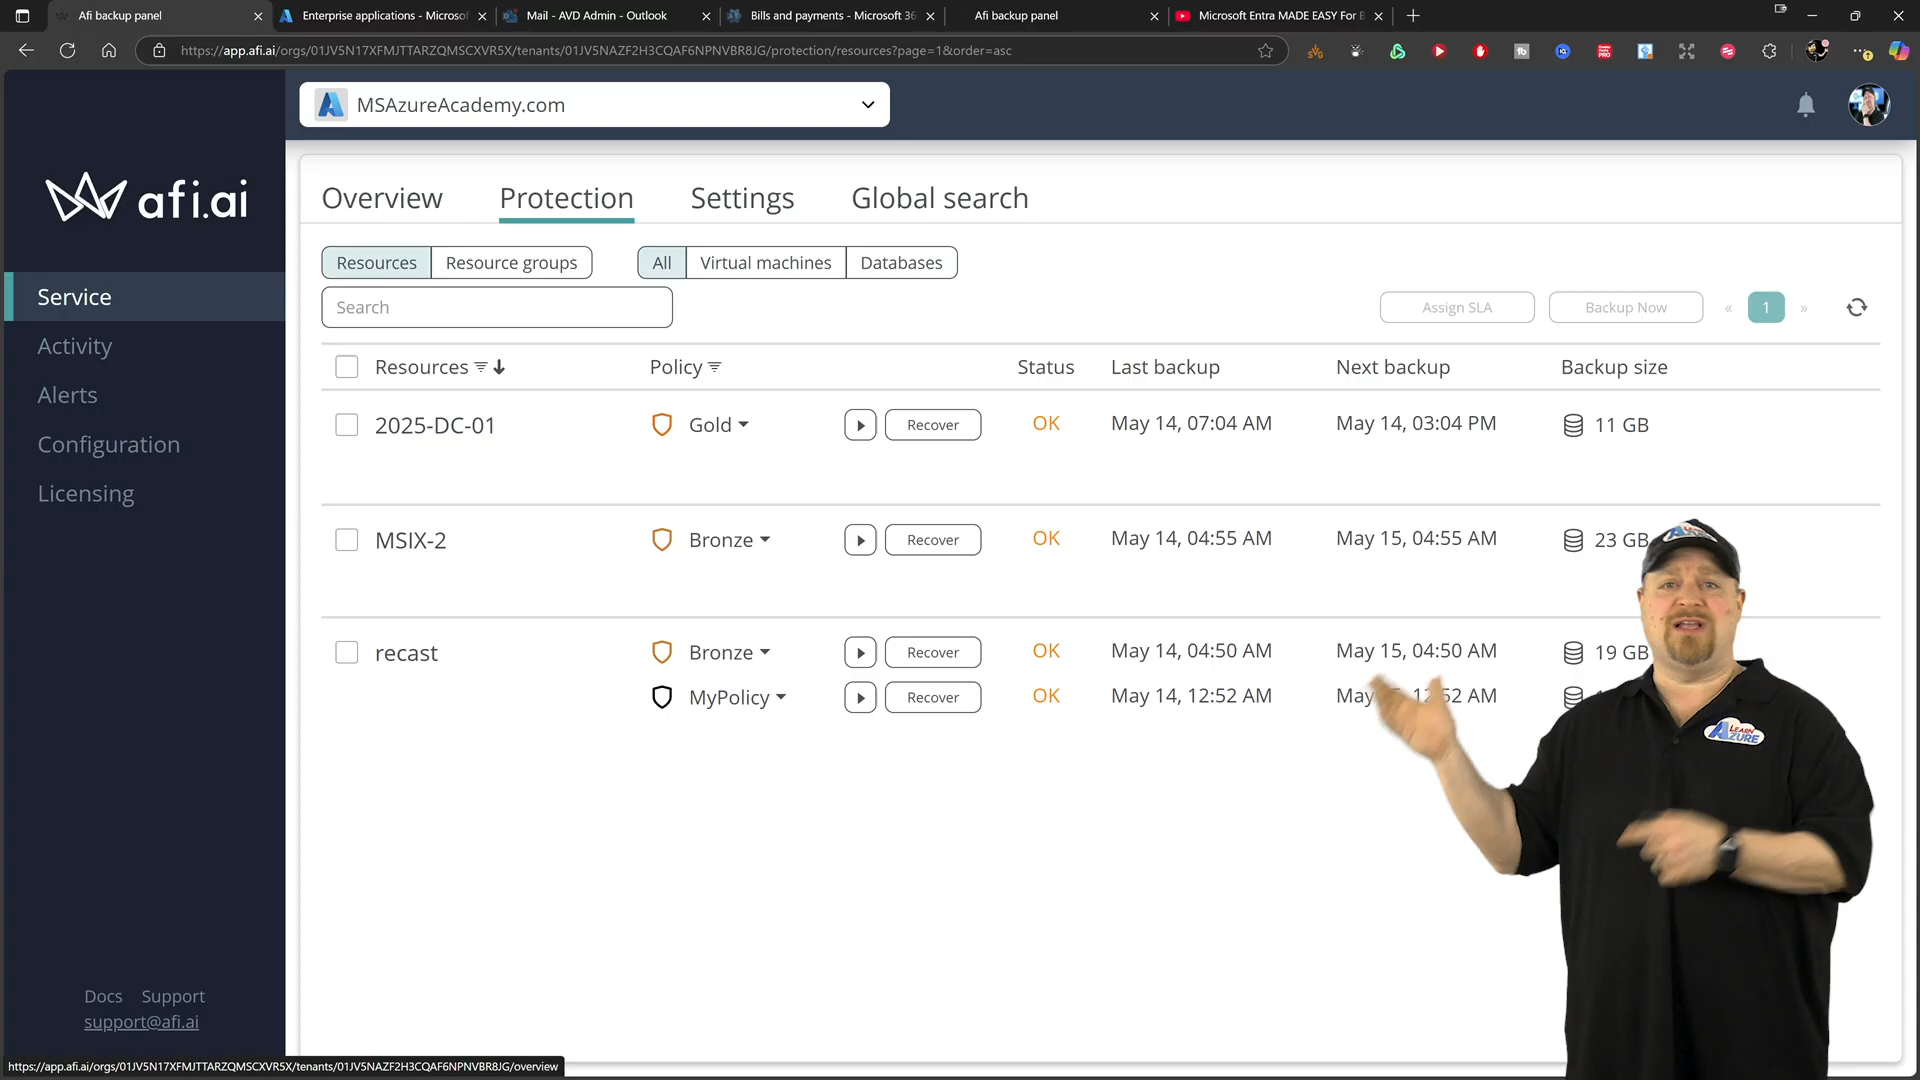 Afi backup panel
Enterprise applications - Microsof
Mail - AVD Admin - Outlook
Bills and payments - Microsoft 36
Afi backup panel
Microsoft Entra MADE EASY For B
https://app.afi.ai/orgs/01JV5N17XFMJTTARZQMSCXVR5X/tenants/01JV5NAZF2H3CQAF6NPNVBR8JG/protection/resources?page=1&order=asc
MSAzureAcademy.com
afi.ai
Service
Activity
Alerts
Configuration
Licensing
Docs Support
support@afi.ai
Overview Protection Settings Global search
Resources Resource groups All Virtual machines Databases
Search
Assign SLA Backup Now « 1 »
Resources Policy Status Last backup Next backup Backup size
2025-DC-01 Gold Recover OK May 14, 07:04 AM May 14, 03:04 PM 11 GB
MSIX-2 Bronze Recover OK May 14, 04:55 AM May 15, 04:55 AM 23 GB
recast Bronze Recover OK May 14, 04:50 AM May 15, 04:50 AM 19 GB
MyPolicy Recover OK May 14, 12:52 AM May
LEARN
AZURE
https://app.afi.ai/orgs/01JV5N17XFMJTTARZQMSCXVR5X/tenants/01JV5NAZF2H3CQAF6NPNVBR8JG/overview